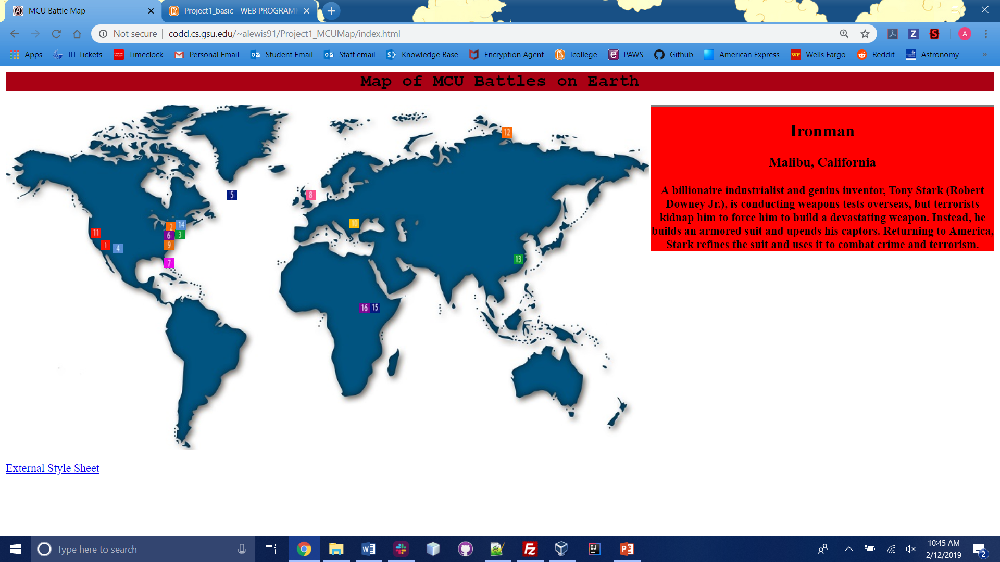 MCU Battle Map
Project1_basic - WEB PROGRAMM
Not secure | codd.cs.gsu.edu/~alewis91/Project1_MCUMap/index.html
A
Apps IIT Tickets Timeclock Personal Email Student Email Staff email Knowledge Base Encryption Agent Icollege PAWS Github American Express Wells Fargo Reddit Astronomy »
Map of MCU Battles on Earth
12
5
8
10
2 14
11
6 3
1
4
9
13
7
16 15
Ironman
Malibu, California
A billionaire industrialist and genius inventor, Tony Stark (Robert
Downey Jr.), is conducting weapons tests overseas, but terrorists
kidnap him to force him to build a devastating weapon. Instead, he
builds an armored suit and upends his captors. Returning to America,
Stark refines the suit and uses it to combat crime and terrorism.
External Style Sheet
Type here to search
10:45 AM
2/12/2019
2